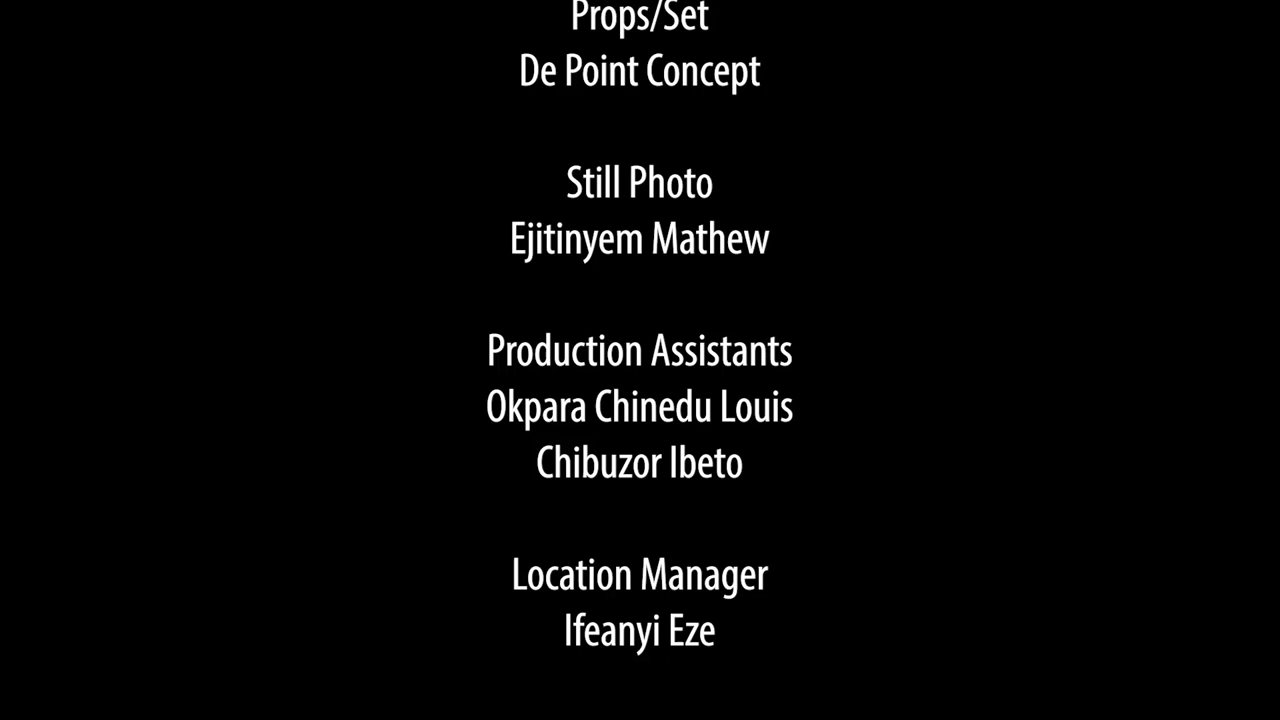 Props/Set
De Point Concept
Still Photo
Ejitinyem Mathew
Production Assistants
Okpara Chinedu Louis
Chibuzor Ibeto
Location Manager
Ifeanyi Eze